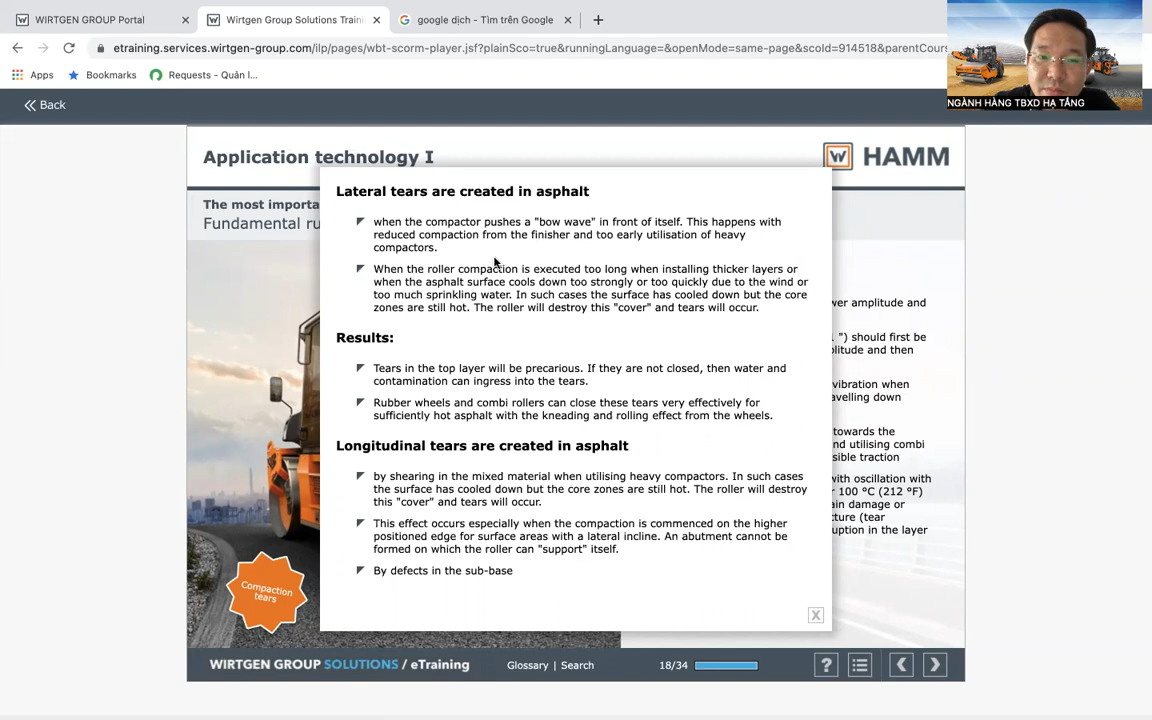 WIRTGEN GROUP Portal
Wirtgen Group Solutions Traini
google dịch - Tìm trên Google
etraining.services.wirtgen-group.com/ilp/pages/wbt-scorm-player.jsf?plainSco=true&runningLanguage=&openMode=same-page&scoId=914518&parentCour
Apps
Bookmarks
Requests - Quản l...
NGÀNH HÀNG TBXD HẠ TẦNG
Back
Application technology I
W HAMM
The most importa
Fundamental ru
Lateral tears are created in asphalt
when the compactor pushes a "bow wave" in front of itself. This happens with
reduced compaction from the finisher and too early utilisation of heavy
compactors.
When the roller compaction is executed too long when installing thicker layers or
when the asphalt surface cools down too strongly or too quickly due to the wind or
too much sprinkling water. In such cases the surface has cooled down but the core
zones are still hot. The roller will destroy this "cover" and tears will occur.
Results:
Tears in the top layer will be precarious. If they are not closed, then water and
contamination can ingress into the tears.
Rubber wheels and combi rollers can close these tears very effectively for
sufficiently hot asphalt with the kneading and rolling effect from the wheels.
Longitudinal tears are created in asphalt
by shearing in the mixed material when utilising heavy compactors. In such cases
the surface has cooled down but the core zones are still hot. The roller will destroy
this "cover" and tears will occur.
This effect occurs especially when the compaction is commenced on the higher
positioned edge for surface areas with a lateral incline. An abutment cannot be
formed on which the roller can "support" itself.
By defects in the sub-base
X
wer amplitude and
") should first be
plitude and then
vibration when
avelling down
towards the
nd utilising combi
sible traction
with oscillation with
r 100 °C (212 °F)
ain damage or
cture (tear
uption in the layer
Compaction
tears
WIRTGEN GROUP SOLUTIONS / eTraining
Glossary | Search
18/34
?